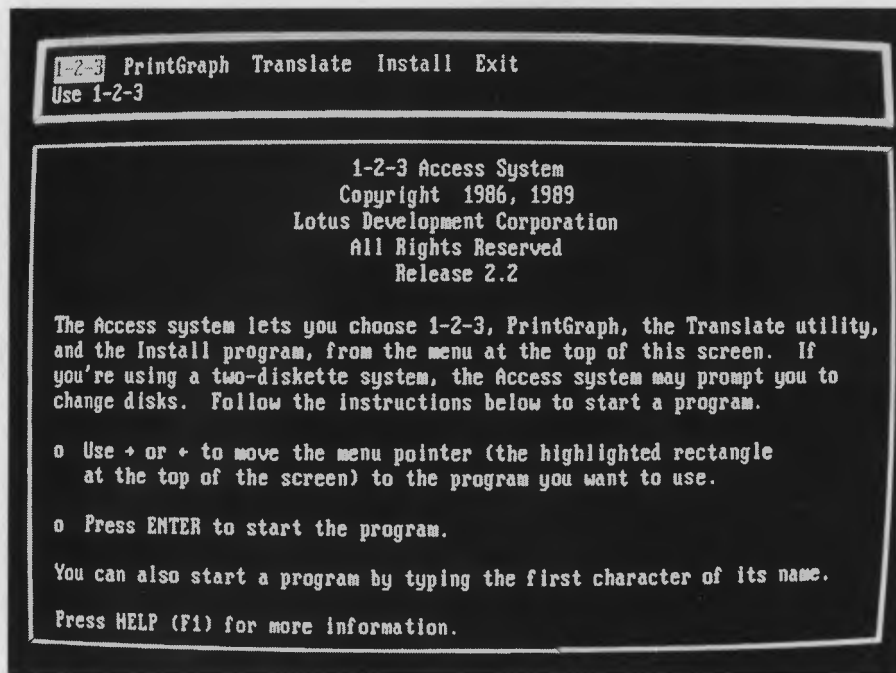 1-2-3 PrintGraph Translate Install Exit
Use 1-2-3
1-2-3 Access System
Copyright 1986, 1989
Lotus Development Corporation
All Rights Reserved
Release 2.2
The Access system lets you choose 1-2-3, PrintGraph, the Translate utility,
and the Install program, from the menu at the top of this screen. If
you're using a two-diskette system, the Access system may prompt you to
change disks. Follow the instructions below to start a program.
o Use → or ← to move the menu pointer (the highlighted rectangle
at the top of the screen) to the program you want to use.
o Press ENTER to start the program.
You can also start a program by typing the first character of its name.
Press HELP (F1) for more information.